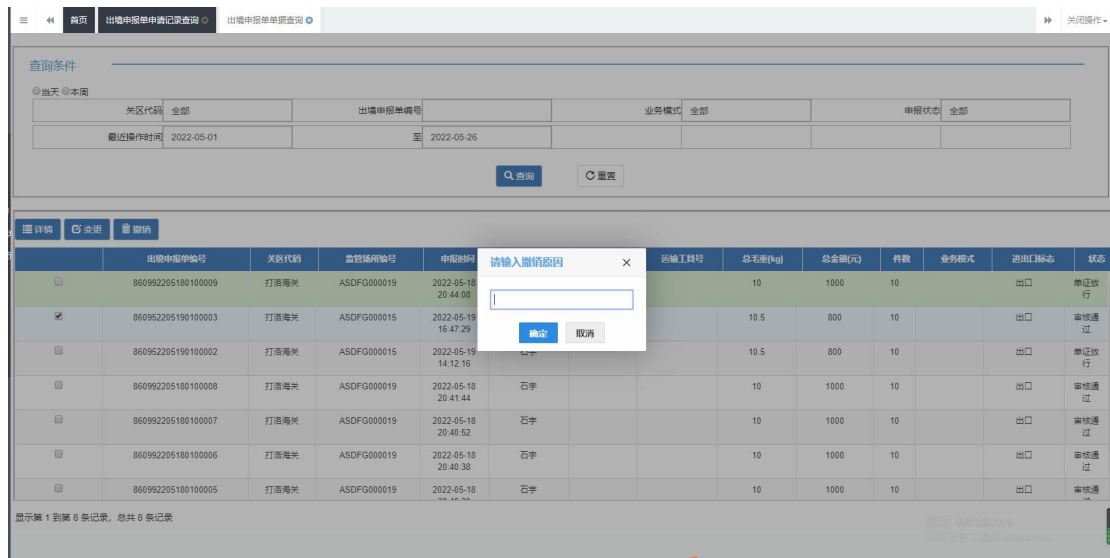 首页 出境申报单申请记录查询 出境申报单单据查询 关闭操作
查询条件
当天 本周
关区代码 全部 出境申报单编号 业务模式 全部 申报状态 全部
最近操作时间 2022-05-01 至 2022-05-26
查询 重置
详情 变更 撤销
出境申报单编号 关区代码 监管场所编号 申报时间 运输工具号 总毛重(kg) 总金额(元) 件数 业务模式 进出口标志 状态
请输入撤销原因
确定 取消
860992205180100009 打洛海关 ASDFG000019 2022-05-18 10 1000 10 出口 单证放
20:44:08 行
860952205190100003 打洛海关 ASDFG000015 2022-05-19 10.5 800 10 出口 审核通
16:47:29 过
860952205190100002 打洛海关 ASDFG000015 2022-05-19 10.5 800 10 出口 单证放
14:12:16 行
860992205180100008 打洛海关 ASDFG000019 2022-05-18 石宇 10 1000 10 出口 审核通
20:41:44 过
860992205180100007 打洛海关 ASDFG000019 2022-05-18 石宇 10 1000 10 出口 审核通
20:40:52 过
860992205180100006 打洛海关 ASDFG000019 2022-05-18 石宇 10 1000 10 出口 审核通
20:40:38 过
860992205180100005 打洛海关 ASDFG000019 2022-05-18 石宇 10 1000 10 出口 审核通
显示第 1 到第 8 条记录，总共 8 条记录
激活 Windows